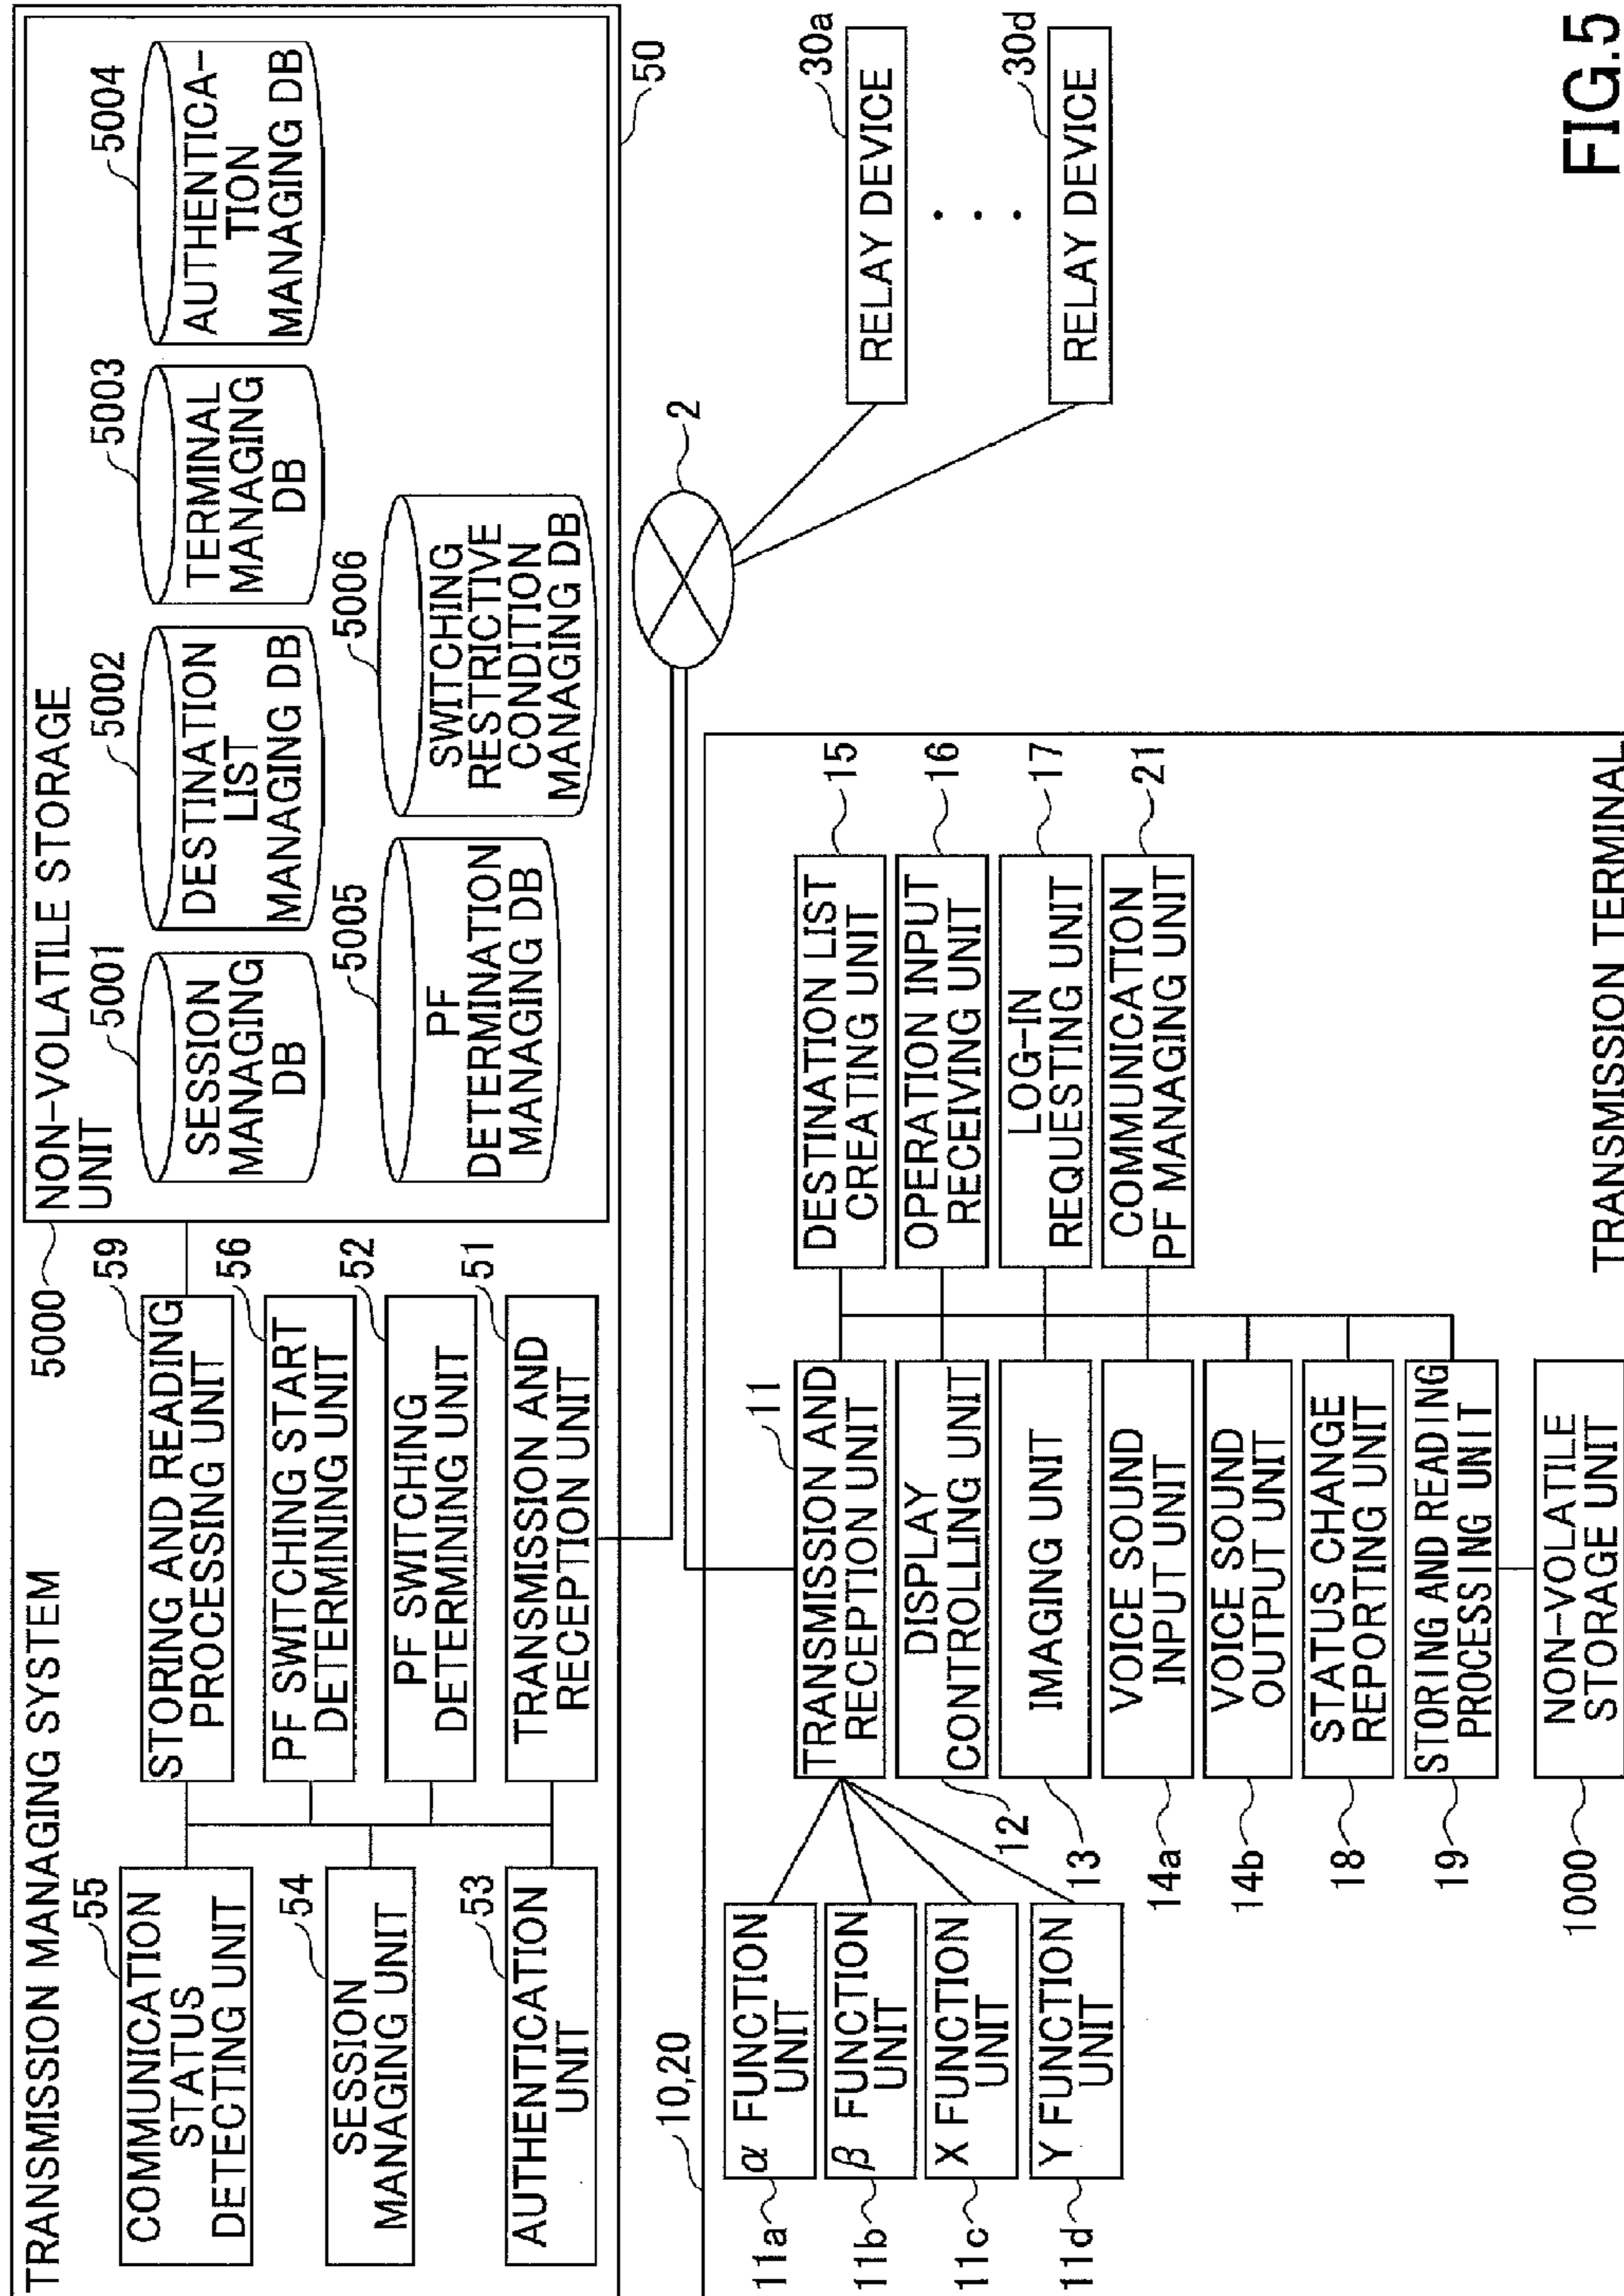 TRANSMISSION MANAGING SYSTEM
55
COMMUNICATION
STATUS
DETECTING UNIT
54
SESSION
MANAGING UNIT
53
AUTHENTICATION
UNIT
59
STORING AND READING
PROCESSING UNIT
56
PF SWITCHING START
DETERMINING UNIT
52
PF SWITCHING
DETERMINING UNIT
51
TRANSMISSION AND
RECEPTION UNIT
5000
NON-VOLATILE STORAGE
UNIT
5001
SESSION
MANAGING
DB
5002
DESTINATION
LIST
MANAGING DB
5003
TERMINAL
MANAGING
DB
5004
AUTHENTICA-
TION
MANAGING DB
5005
PF
DETERMINATION
MANAGING DB
5006
SWITCHING
RESTRICTIVE
CONDITION
MANAGING DB
50
2
30a
RELAY DEVICE
30d
RELAY DEVICE
10,20
11a
α FUNCTION
UNIT
11b
β FUNCTION
UNIT
11c
X FUNCTION
UNIT
11d
Y FUNCTION
UNIT
11
TRANSMISSION AND
RECEPTION UNIT
12
DISPLAY
CONTROLLING UNIT
13
IMAGING UNIT
14a
VOICE SOUND
INPUT UNIT
14b
VOICE SOUND
OUTPUT UNIT
18
STATUS CHANGE
REPORTING UNIT
19
STORING AND READING
PROCESSING UNIT
1000
NON-VOLATILE
STORAGE UNIT
15
DESTINATION LIST
CREATING UNIT
16
OPERATION INPUT
RECEIVING UNIT
17
LOG-IN
REQUESTING UNIT
21
COMMUNICATION
PF MANAGING UNIT
TRANSMISSION TERMINAL
FIG.5